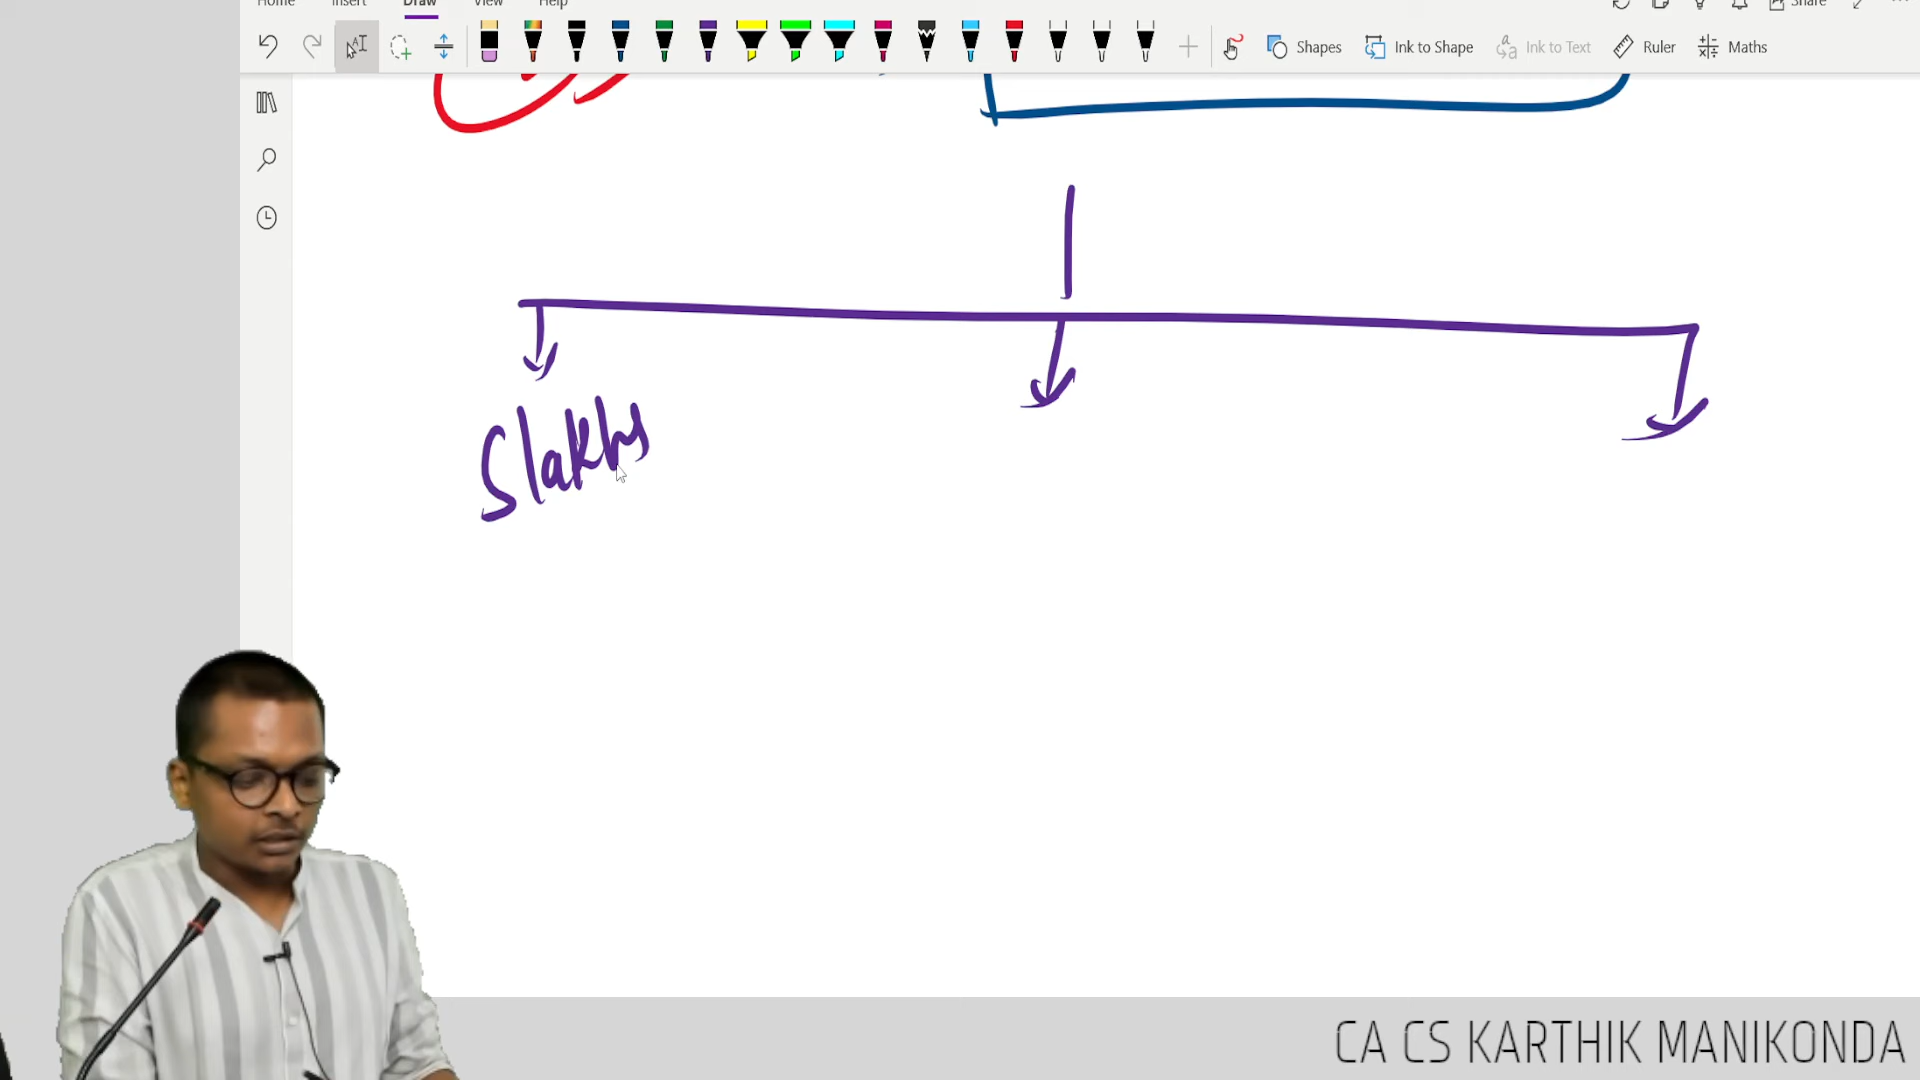 Home Insert Draw View Help Share
Shapes Ink to Shape Ink to Text Ruler Maths
5lakhs
CA CS KARTHIK MANIKONDA